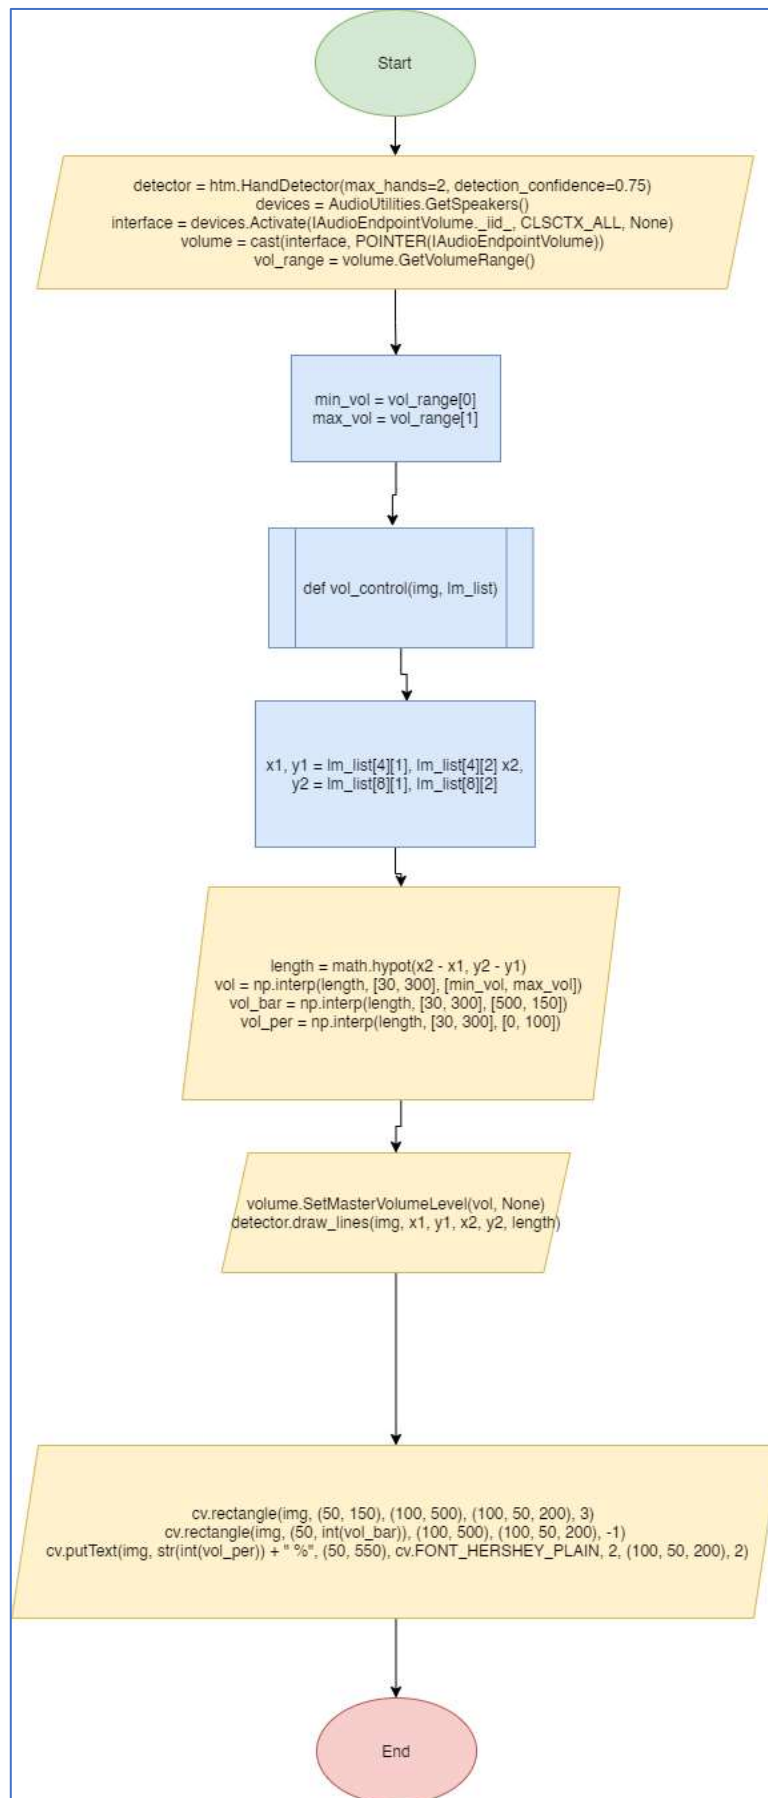 Start
detector = htm.HandDetector(max_hands=2, detection_confidence=0.75)
devices = AudioUtilities.GetSpeakers()
interface = devices.Activate(IAudioEndpointVolume._iid_, CLSCTX_ALL, None)
volume = cast(interface, POINTER(IAudioEndpointVolume))
vol_range = volume.GetVolumeRange()
min_vol = vol_range[0]
max_vol = vol_range[1]
def vol_control(img, lm_list)
x1, y1 = lm_list[4][1], lm_list[4][2] x2,
y2 = lm_list[8][1], lm_list[8][2]
length = math.hypot(x2 - x1, y2 - y1)
vol = np.interp(length, [30, 300], [min_vol, max_vol])
vol_bar = np.interp(length, [30, 300], [500, 150])
vol_per = np.interp(length, [30, 300], [0, 100])
volume.SetMasterVolumeLevel(vol, None)
detector.draw_lines(img, x1, y1, x2, y2, length)
cv.rectangle(img, (50, 150), (100, 500), (100, 50, 200), 3)
cv.rectangle(img, (50, int(vol_bar)), (100, 500), (100, 50, 200), -1)
cv.putText(img, str(int(vol_per)) + " %", (50, 550), cv.FONT_HERSHEY_PLAIN, 2, (100, 50, 200), 2)
End